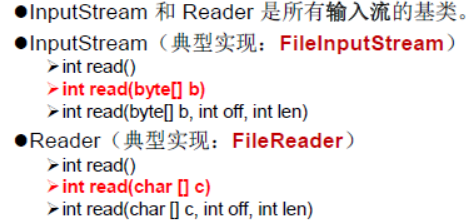 ●InputStream 和 Reader 是所有输入流的基类。
●InputStream（典型实现：FileInputStream）
➢int read()
➢int read(byte[] b)
➢int read(byte[] b, int off, int len)
●Reader（典型实现：FileReader）
➢int read()
➢int read(char [] c)
➢int read(char [] c, int off, int len)